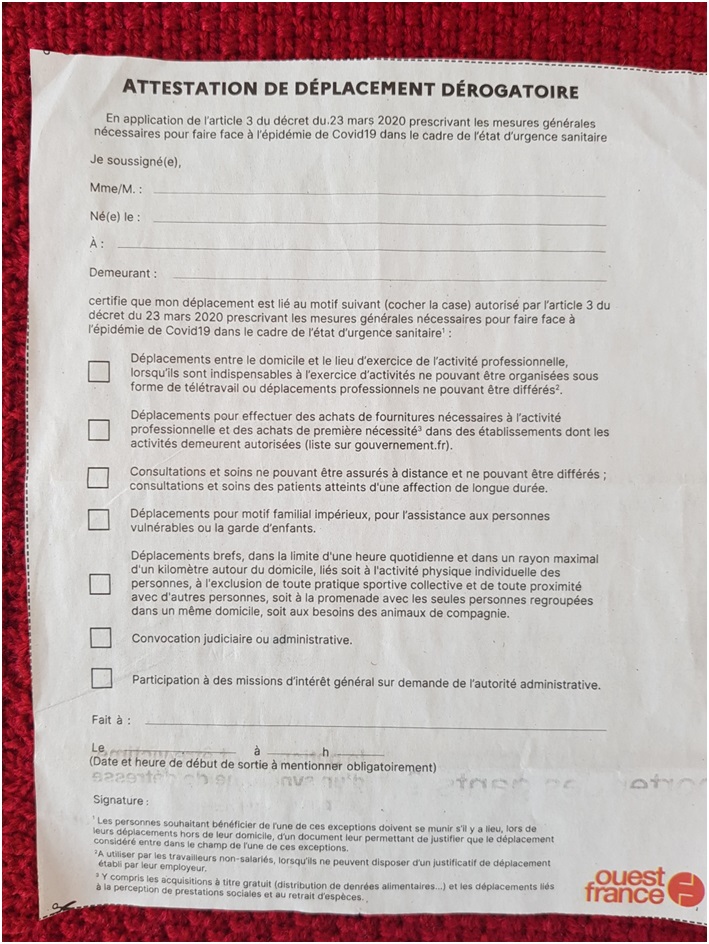 ATTESTATION DE DÉPLACEMENT DÉROGATOIRE
En application de l'article 3 du décret du.23 mars 2020 prescrivant les mesures générales
nécessaires pour faire face à l'épidémie de Covid19 dans le cadre de l'état d'urgence sanitaire
Je soussigné(e),
Mme/M. :
Né(e) le :
À :
Demeurant :
certifie que mon déplacement est lié au motif suivant (cocher la case) autorisé par l'article 3 du
décret du 23 mars 2020 prescrivant les mesures générales nécessaires pour faire face à
l'épidémie de Covid19 dans le cadre de l'état d'urgence sanitaire¹ :
Déplacements entre le domicile et le lieu d'exercice de l'activité professionnelle,
lorsqu'ils sont indispensables à l'exercice d'activités ne pouvant être organisées sous
forme de télétravail ou déplacements professionnels ne pouvant être différés².
Déplacements pour effectuer des achats de fournitures nécessaires à l'activité
professionnelle et des achats de première nécessité³ dans des établissements dont les
activités demeurent autorisées (liste sur gouvernement.fr).
Consultations et soins ne pouvant être assurés à distance et ne pouvant être différés ;
consultations et soins des patients atteints d'une affection de longue durée.
Déplacements pour motif familial impérieux, pour l'assistance aux personnes
vulnérables ou la garde d'enfants.
Déplacements brefs, dans la limite d'une heure quotidienne et dans un rayon maximal
d'un kilomètre autour du domicile, liés soit à l'activité physique individuelle des
personnes, à l'exclusion de toute pratique sportive collective et de toute proximité
avec d'autres personnes, soit à la promenade avec les seules personnes regroupées
dans un même domicile, soit aux besoins des animaux de compagnie.
Convocation judiciaire ou administrative.
Participation à des missions d'intérêt général sur demande de l'autorité administrative.
Fait à :
Le à h
(Date et heure de début de sortie à mentionner obligatoirement)
Signature :
¹ Les personnes souhaitant bénéficier de l'une de ces exceptions doivent se munir s'il y a lieu, lors de
leurs déplacements hors de leur domicile, d'un document leur permettant de justifier que le déplacement
considéré entre dans le champ de l'une de ces exceptions.
²A utiliser par les travailleurs non-salariés, lorsqu'ils ne peuvent disposer d'un justificatif de déplacement
établi par leur employeur.
³ Y compris les acquisitions à titre gratuit (distribution de denrées alimentaires...) et les déplacements liés
à la perception de prestations sociales et au retrait d'espèces.
ouest
france